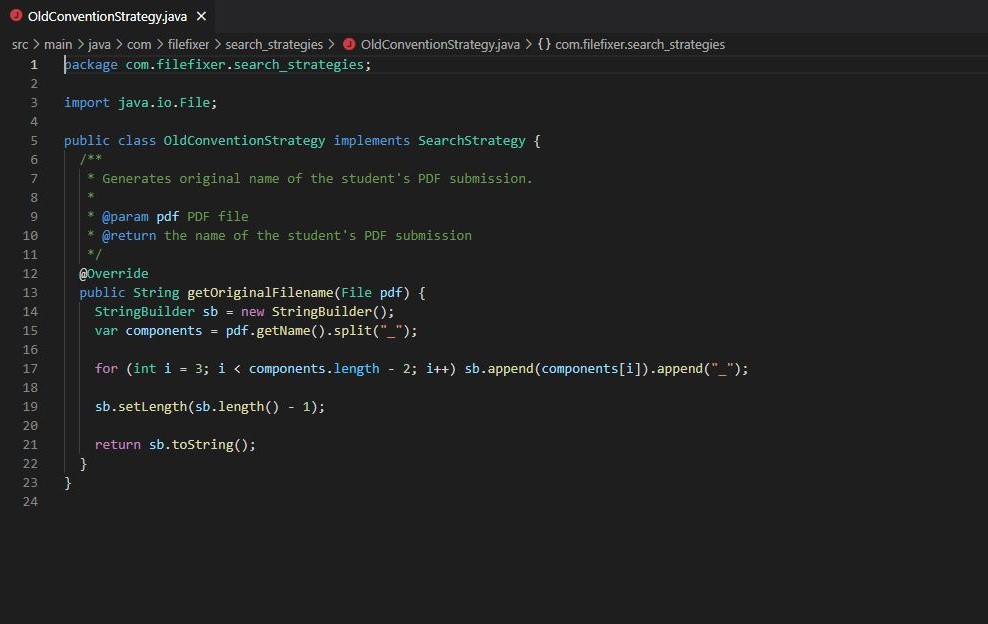 OldConventionStrategy.java ×
src > main > java > com > filefixer > search_strategies > OldConventionStrategy.java > {} com.filefixer.search_strategies
1 package com.filefixer.search_strategies;
2
3 import java.io.File;
4
5 public class OldConventionStrategy implements SearchStrategy {
6   /**
7    * Generates original name of the student's PDF submission.
8    *
9    * @param pdf PDF file
10    * @return the name of the student's PDF submission
11    */
12   @Override
13   public String getOriginalFilename(File pdf) {
14     StringBuilder sb = new StringBuilder();
15     var components = pdf.getName().split("_");
16
17     for (int i = 3; i < components.length - 2; i++) sb.append(components[i]).append("_");
18
19     sb.setLength(sb.length() - 1);
20
21     return sb.toString();
22   }
23 }
24